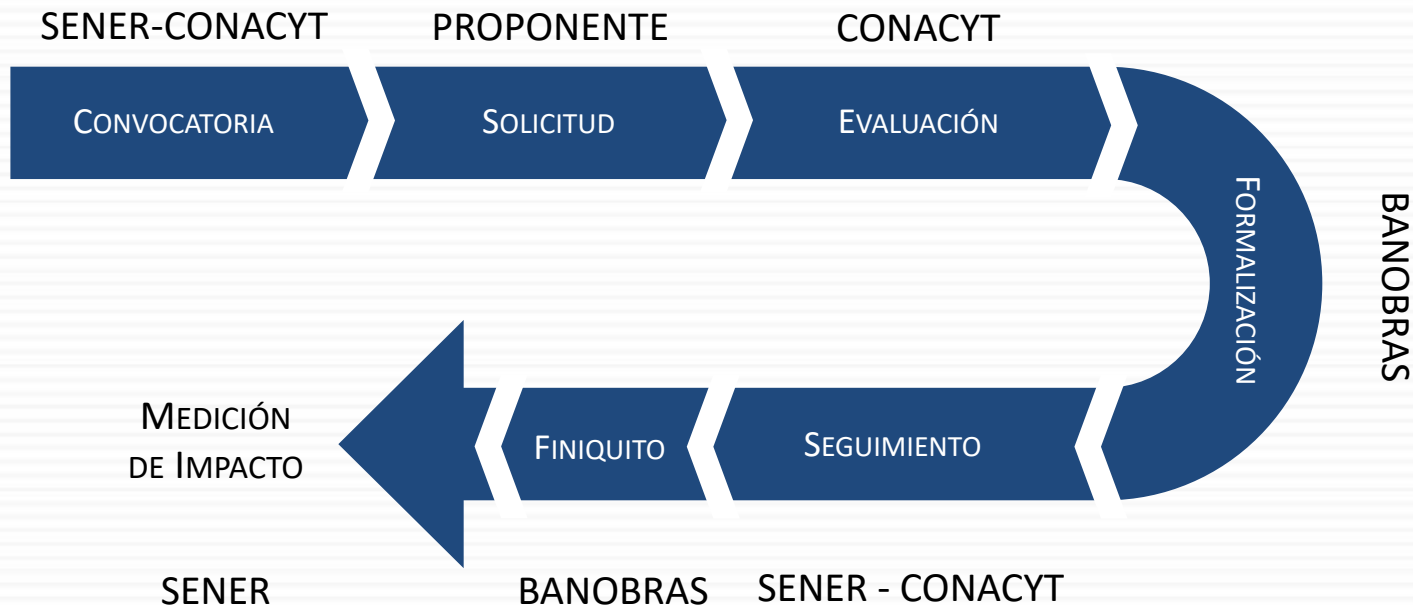 SENER-CONACYT
PROPONENTE
CONACYT
CONVOCATORIA
SOLICITUD
EVALUACIÓN
FORMALIZACIÓN
BANOBRAS
MEDICIÓN
DE IMPACTO
FINIQUITO
SEGUIMIENTO
SENER
BANOBRAS
SENER - CONACYT